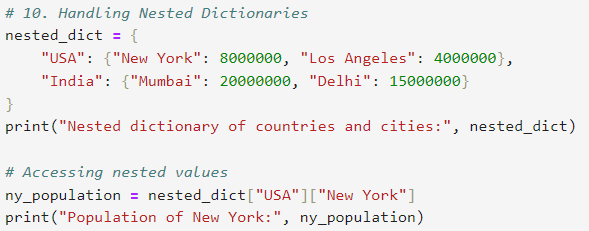 # 10. Handling Nested Dictionaries
nested_dict = {
    "USA": {"New York": 8000000, "Los Angeles": 4000000},
    "India": {"Mumbai": 20000000, "Delhi": 15000000}
}
print("Nested dictionary of countries and cities:", nested_dict)

# Accessing nested values
ny_population = nested_dict["USA"]["New York"]
print("Population of New York:", ny_population)